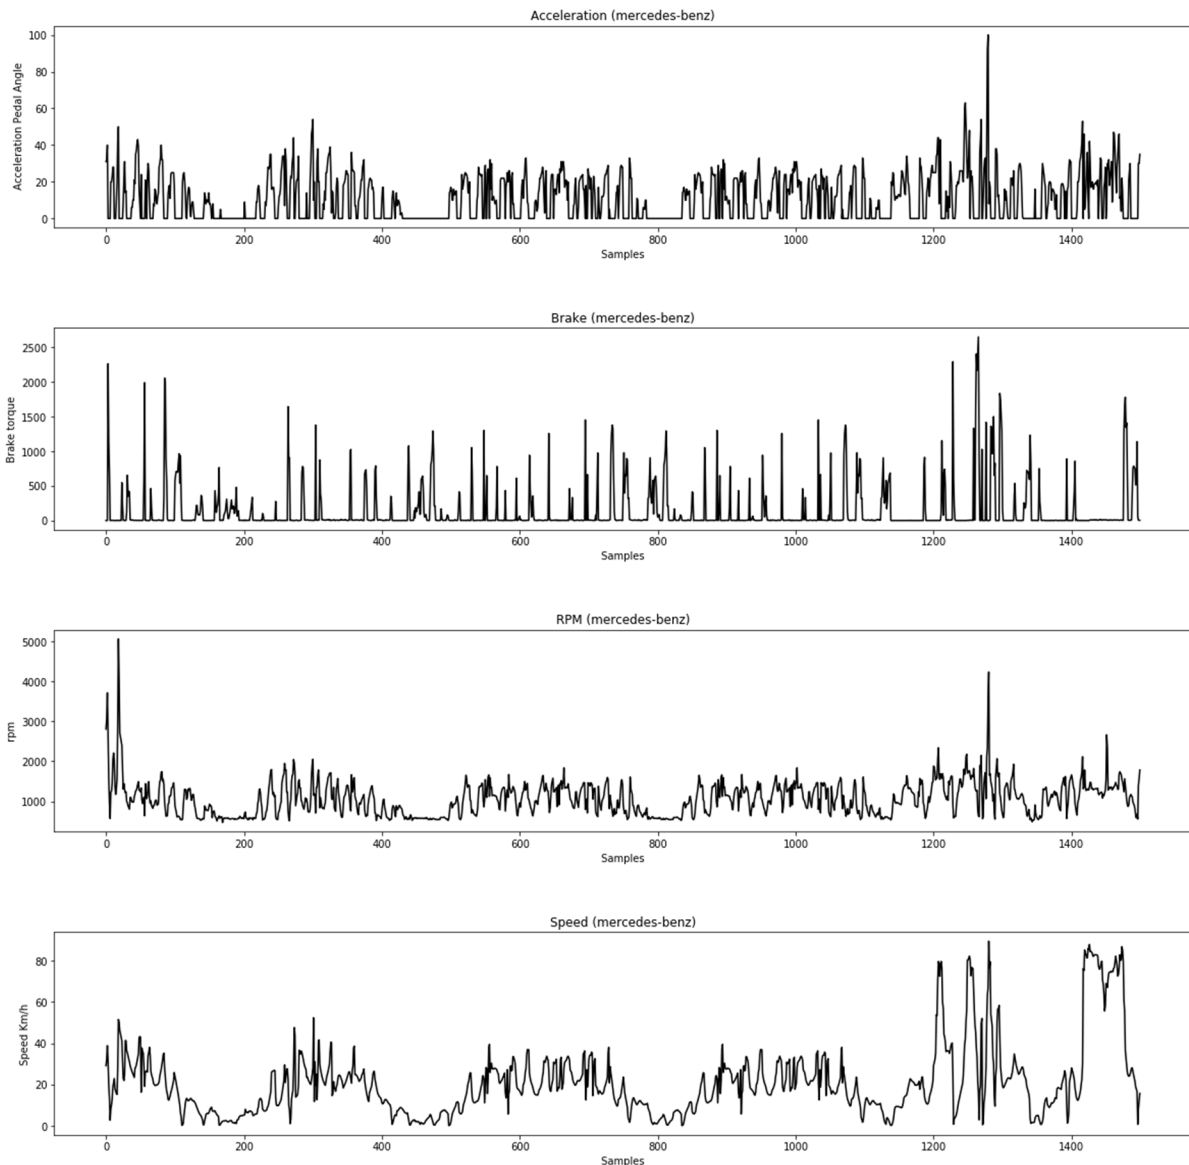 Acceleration (mercedes-benz)
Acceleration Pedal Angle
100
80
60
40
20
0
0 200 400 600 800 1000 1200 1400
Samples
Brake (mercedes-benz)
Brake torque
2500
2000
1500
1000
500
0
0 200 400 600 800 1000 1200 1400
Samples
RPM (mercedes-benz)
rpm
5000
4000
3000
2000
1000
0 200 400 600 800 1000 1200 1400
Samples
Speed (mercedes-benz)
Speed Km/h
80
60
40
20
0
0 200 400 600 800 1000 1200 1400
Samples